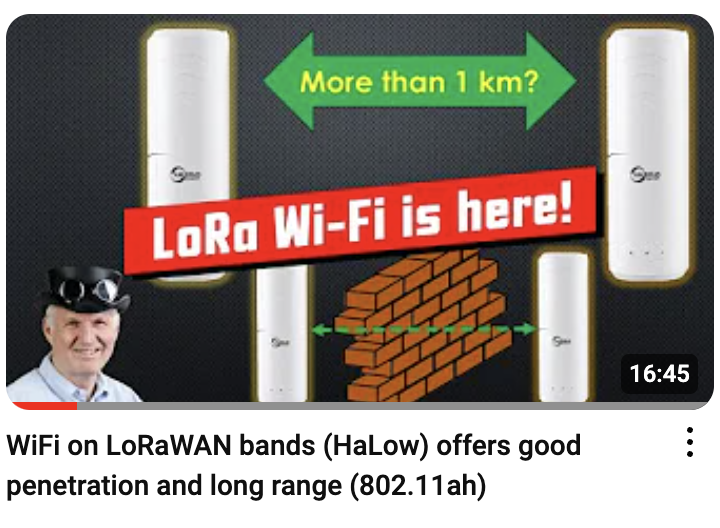 More than 1 km?
LoRa Wi-Fi is here!
16:45
WiFi on LoRaWAN bands (HaLow) offers good
penetration and long range (802.11ah)